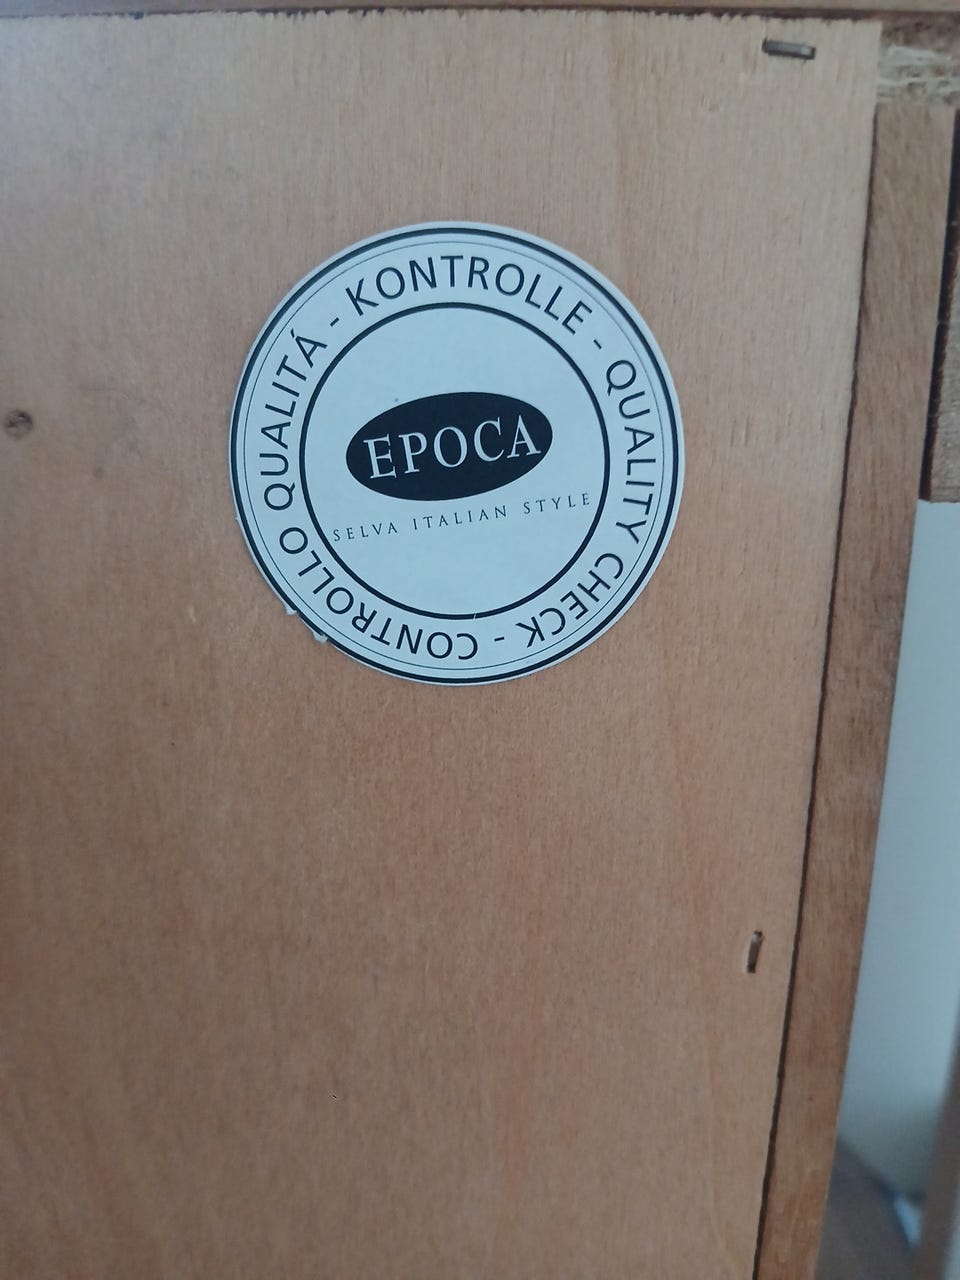 KONTROLLE - QUALITY CHECK - CONTROLLO QUALITÁ -
EPOCA
SELVA ITALIAN STYLE